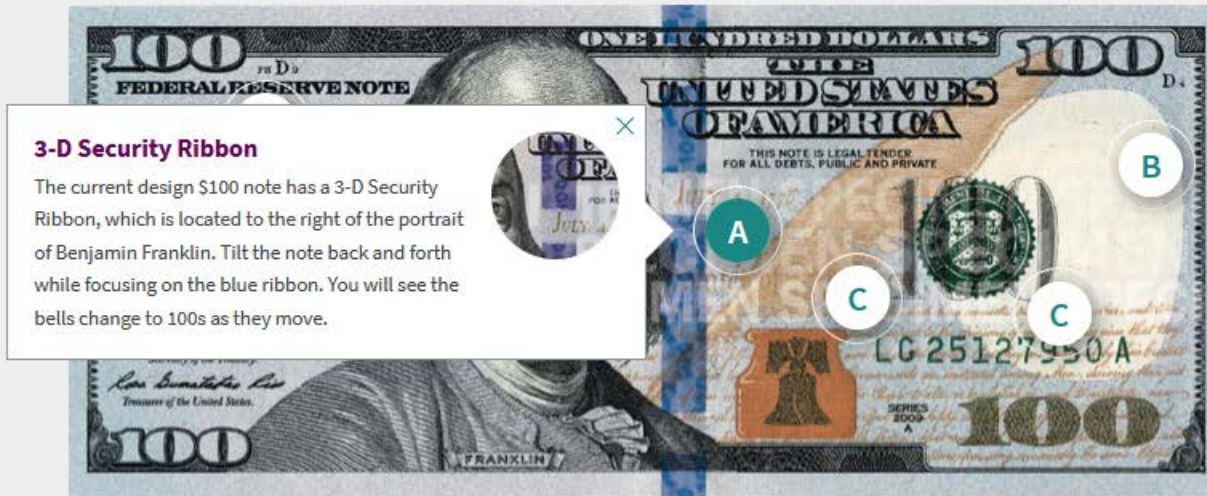 100
ONE HUNDRED DOLLARS
100
FEDERAL RESERVE NOTE
THE
UNITED STATES
OF AMERICA
THIS NOTE IS LEGAL TENDER
FOR ALL DEBTS, PUBLIC AND PRIVATE
3-D Security Ribbon
The current design $100 note has a 3-D Security
Ribbon, which is located to the right of the portrait
of Benjamin Franklin. Tilt the note back and forth
while focusing on the blue ribbon. You will see the
bells change to 100s as they move.
A
B
C
C
LG 25127950 A
Treasurer of the United States.
SERIES
2009
A
100
FRANKLIN
100